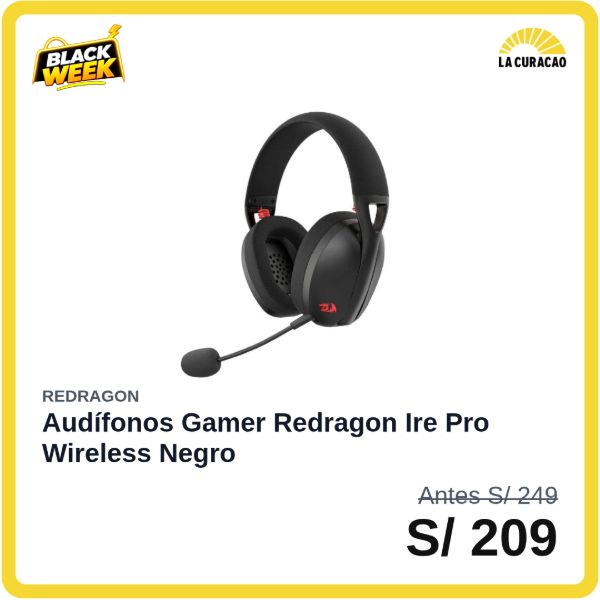 BLACK
WEEK
LA CURACAO
REDRAGON
Audífonos Gamer Redragon Ire Pro
Wireless Negro
Antes S/ 249
S/ 209